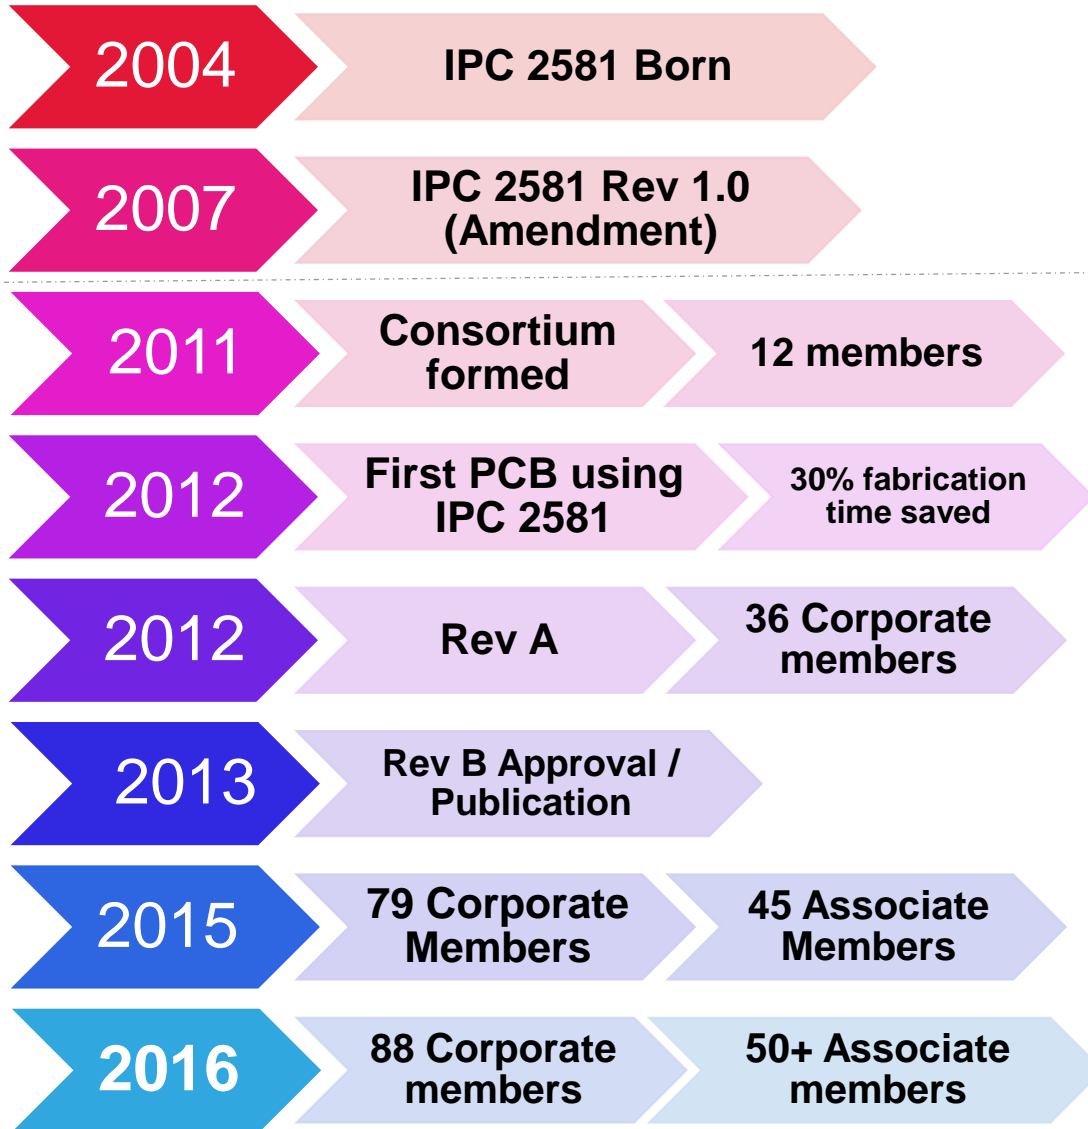 2004
IPC 2581 Born
2007
IPC 2581 Rev 1.0
(Amendment)
2011
Consortium
formed
12 members
2012
First PCB using
IPC 2581
30% fabrication
time saved
2012
Rev A
36 Corporate
members
2013
Rev B Approval /
Publication
2015
79 Corporate
Members
45 Associate
Members
2016
88 Corporate
members
50+ Associate
members